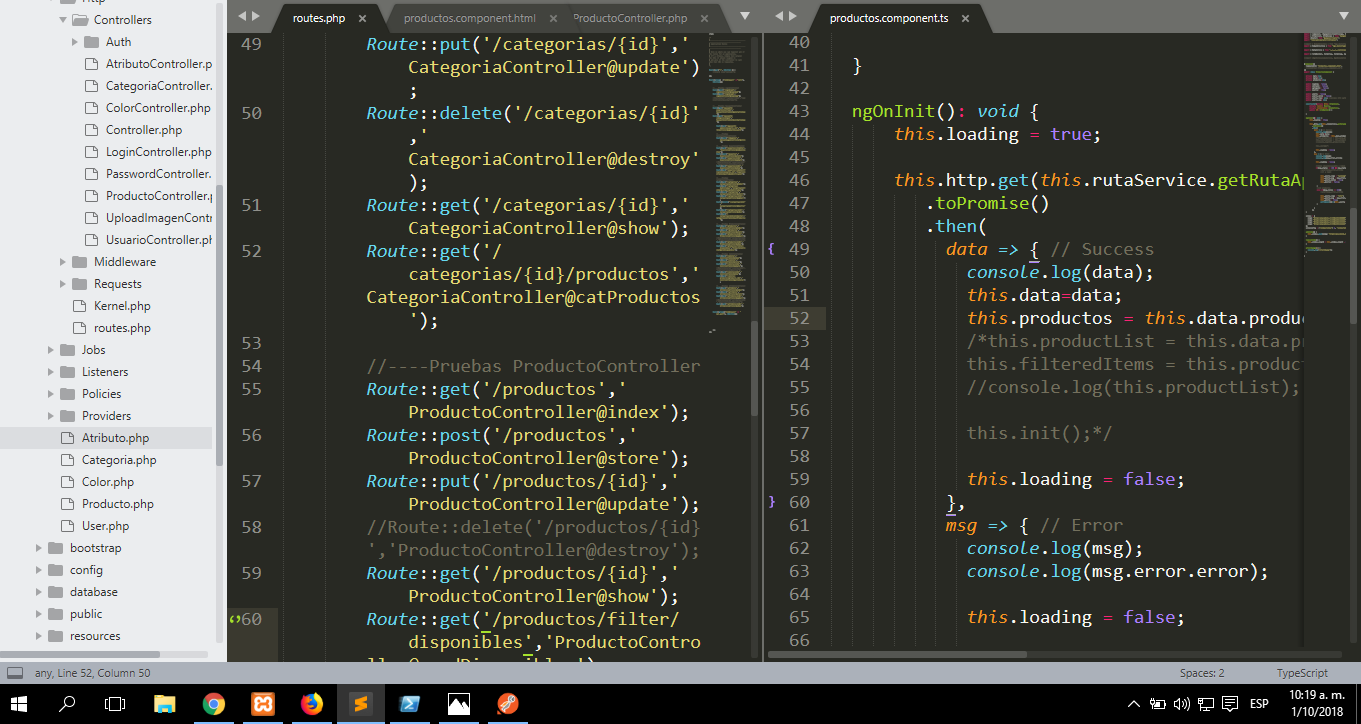 Http
Controllers
Auth
AtributoController.p
CategoriaController.
ColorController.php
Controller.php
LoginController.php
PasswordController.
ProductoController.p
UploadImagenContr
UsuarioController.ph
Middleware
Requests
Kernel.php
routes.php
Jobs
Listeners
Policies
Providers
Atributo.php
Categoria.php
Color.php
Producto.php
User.php
bootstrap
config
database
public
resources
routes.php ×
productos.component.html ×
ProductoController.php ×
49 Route::put('/categorias/{id}','
CategoriaController@update')
;
50 Route::delete('/categorias/{id}'
,'
CategoriaController@destroy'
);
51 Route::get('/categorias/{id}','
CategoriaController@show');
52 Route::get('/
categorias/{id}/productos','
CategoriaController@catProductos
');
53
54 //----Pruebas ProductoController
55 Route::get('/productos','
ProductoController@index');
56 Route::post('/productos','
ProductoController@store');
57 Route::put('/productos/{id}','
ProductoController@update');
58 //Route::delete('/productos/{id}
','ProductoController@destroy');
59 Route::get('/productos/{id}','
ProductoController@show');
60 Route::get('/productos/filter/
disponibles','ProductoContro
productos.component.ts ×
40
41 }
42
43 ngOnInit(): void {
44 this.loading = true;
45
46 this.http.get(this.rutaService.getRutaAp
47 .toPromise()
48 .then(
{ 49 data => { // Success
50 console.log(data);
51 this.data=data;
52 this.productos = this.data.produ
53 /*this.productList = this.data.pr
54 this.filteredItems = this.product
55 //console.log(this.productList);
56
57 this.init();*/
58
59 this.loading = false;
} 60 },
61 msg => { // Error
62 console.log(msg);
63 console.log(msg.error.error);
64
65 this.loading = false;
66
any, Line 52, Column 50
Spaces: 2
TypeScript
ESP
10:19 a. m.
1/10/2018